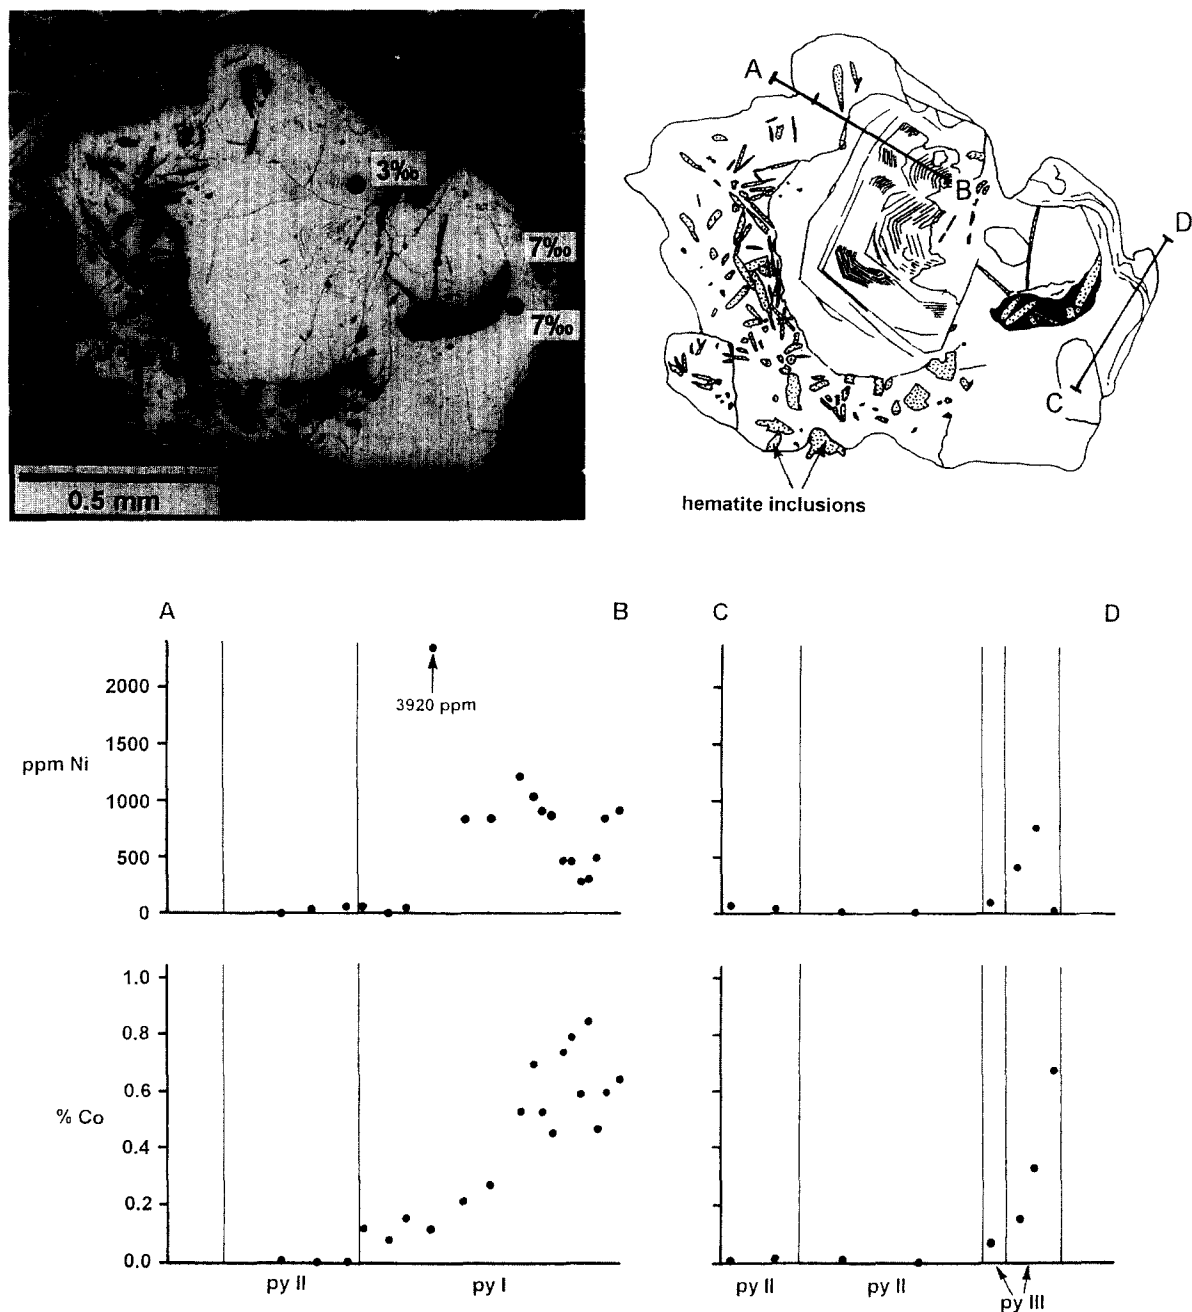 3‰
7‰
7‰
0.5 mm
A
B
C
D
hematite inclusions
A
B
C
D
2000
1500
1000
500
0
ppm Ni
3920 ppm
1.0
0.8
0.6
0.4
0.2
0.0
% Co
py II
py I
py II
py II
py III